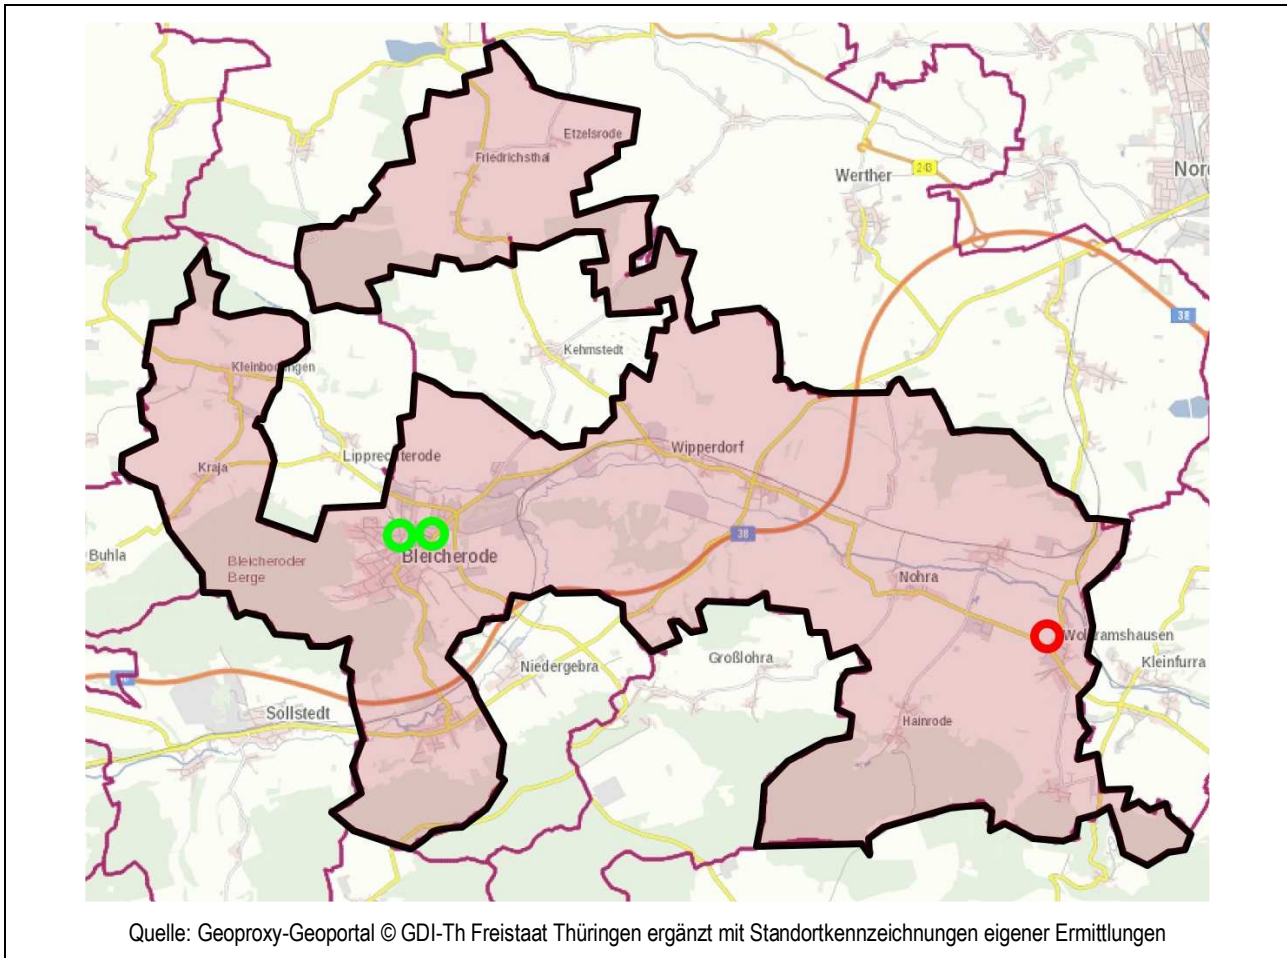 Etzelsrode
Friedrichsthal
Werther
243
Nor
38
Kehmstedt
Kleinbodungen
Lipprechterode
Wipperdorf
Kraja
38
Buhla
Bleicheroder
Berge
Bleicherode
Nohra
Wolkramshausen
Großlohra
Kleinfurra
Niedergebra
Sollstedt
Hainrode
Quelle: Geoproxy-Geoportal © GDI-Th Freistaat Thüringen ergänzt mit Standortkennzeichnungen eigener Ermittlungen